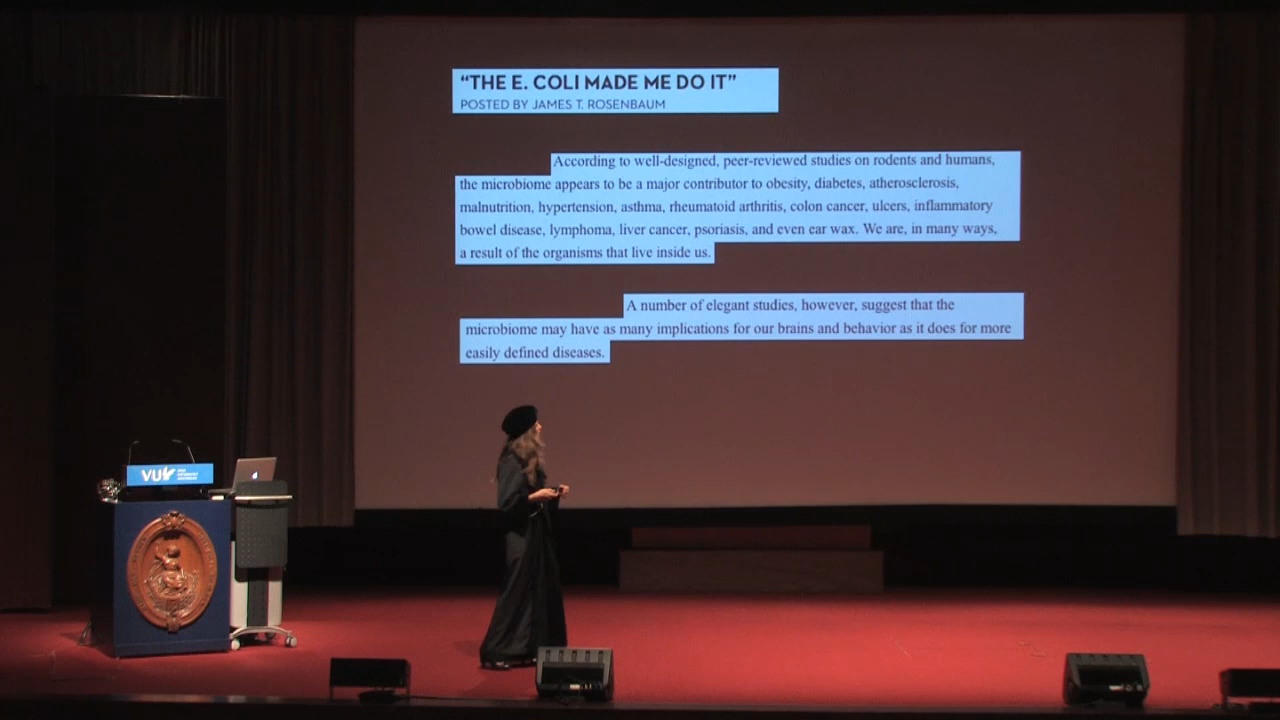 “THE E. COLI MADE ME DO IT”
POSTED BY JAMES T. ROSENBAUM
According to well-designed, peer-reviewed studies on rodents and humans,
the microbiome appears to be a major contributor to obesity, diabetes, atherosclerosis,
malnutrition, hypertension, asthma, rheumatoid arthritis, colon cancer, ulcers, inflammatory
bowel disease, lymphoma, liver cancer, psoriasis, and even ear wax. We are, in many ways,
a result of the organisms that live inside us.
A number of elegant studies, however, suggest that the
microbiome may have as many implications for our brains and behavior as it does for more
easily defined diseases.
VU